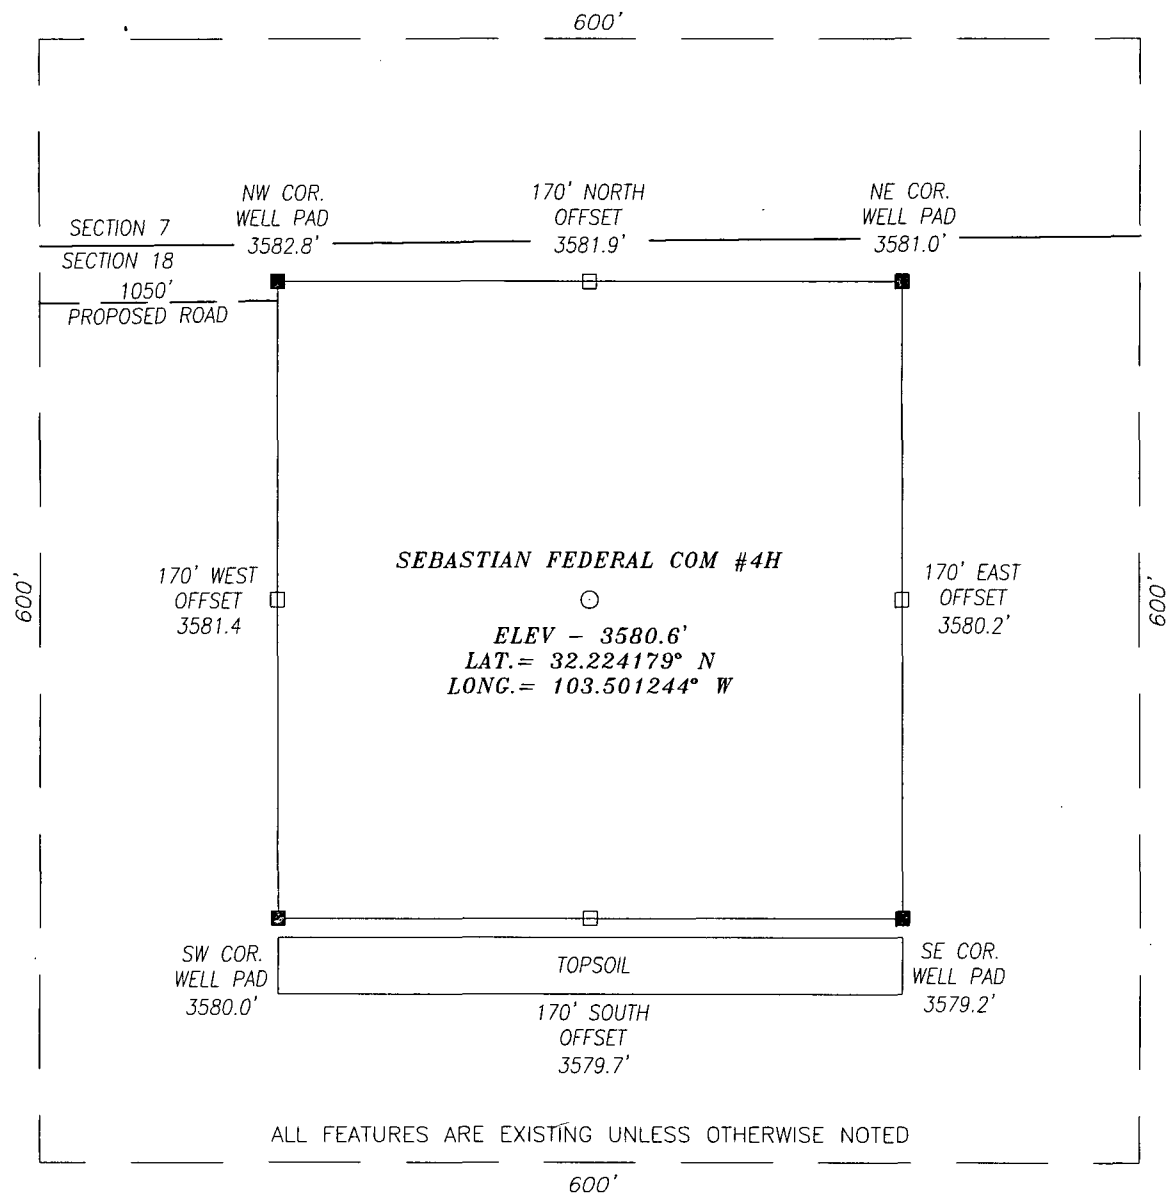 600'
NW COR.
WELL PAD
3582.8'
170' NORTH
OFFSET
3581.9'
NE COR.
WELL PAD
3581.0'
SECTION 7
SECTION 18
1050'
PROPOSED ROAD
SEBASTIAN FEDERAL COM #4H
170' WEST
OFFSET
3581.4
170' EAST
OFFSET
3580.2'
600'
600'
ELEV - 3580.6'
LAT.= 32.224179° N
LONG.= 103.501244° W
SW COR.
WELL PAD
3580.0'
TOPSOIL
SE COR.
WELL PAD
3579.2'
170' SOUTH
OFFSET
3579.7'
ALL FEATURES ARE EXISTING UNLESS OTHERWISE NOTED
600'